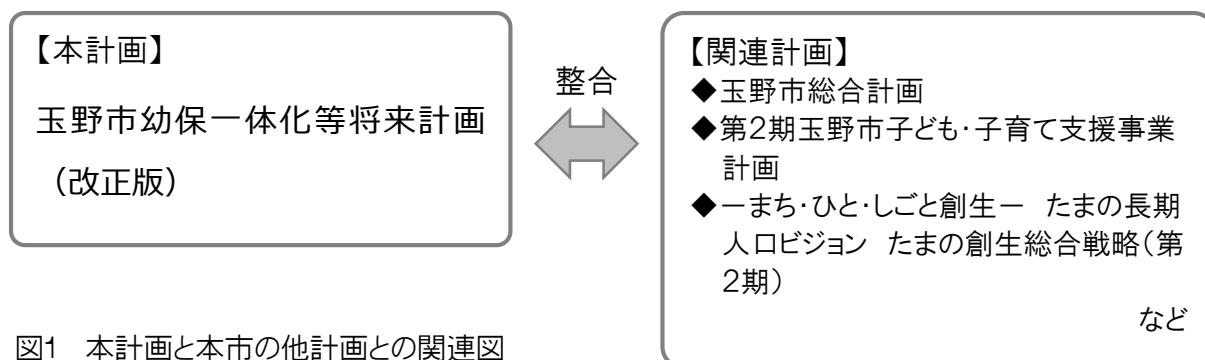 【本計画】
玉野市幼保一体化等将来計画
（改正版）
整合
【関連計画】
◆玉野市総合計画
◆第2期玉野市子ども・子育て支援事業
計画
◆－まち・ひと・しごと創生－　たまの長期
人口ビジョン　たまの創生総合戦略（第
2期）
など
図1　本計画と本市の他計画との関連図